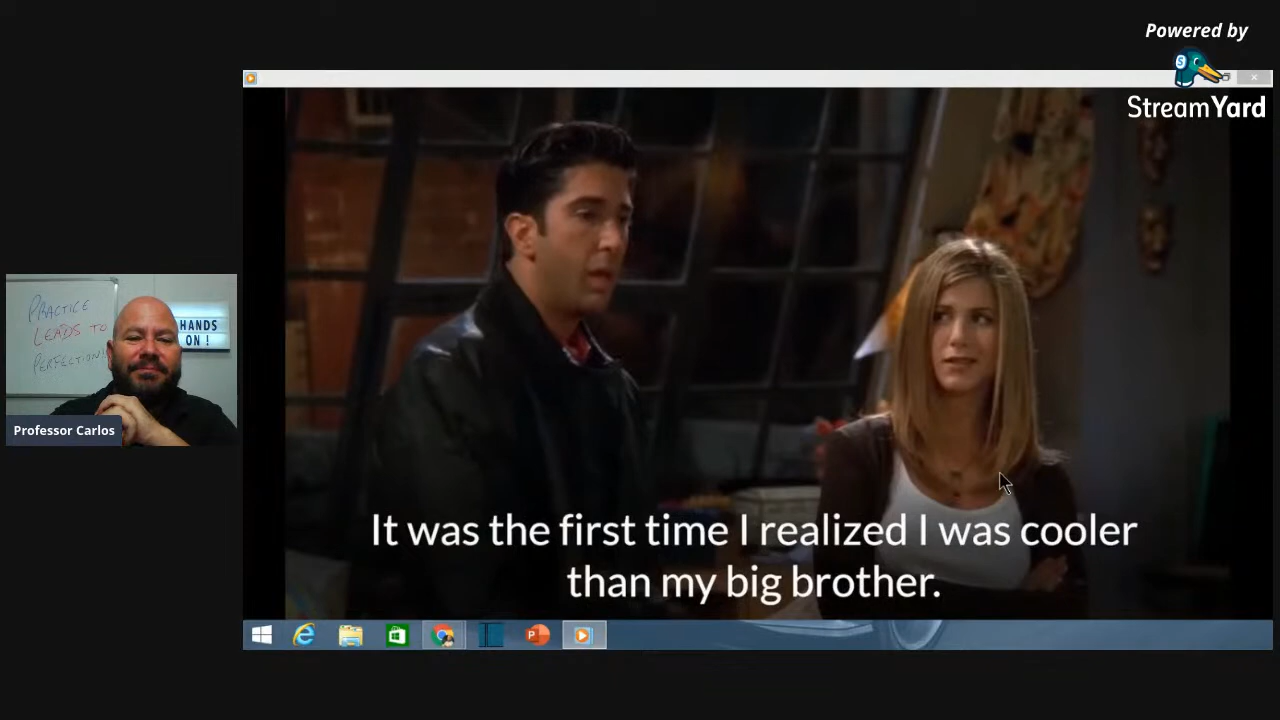 Powered by
StreamYard
PRACTICE
LEADS TO
PERFECTION!
HANDS
ON !
Professor Carlos
It was the first time I realized I was cooler
than my big brother.